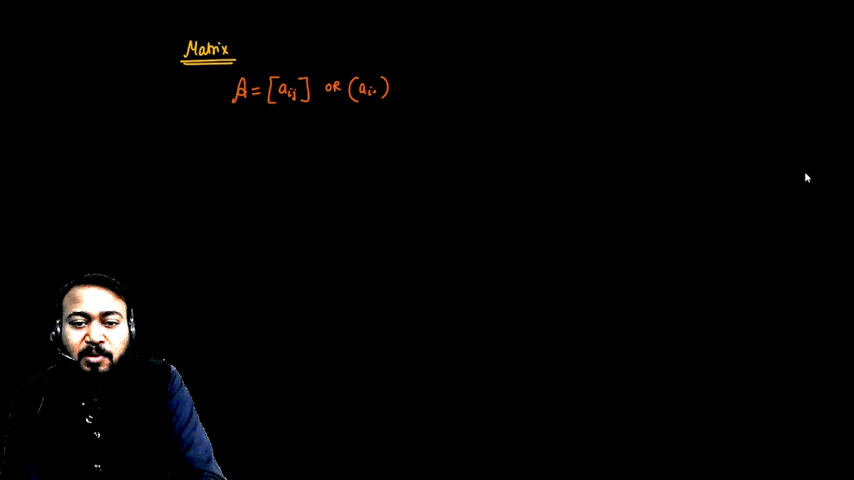 Matrix
A = [aij] OR (ai.)